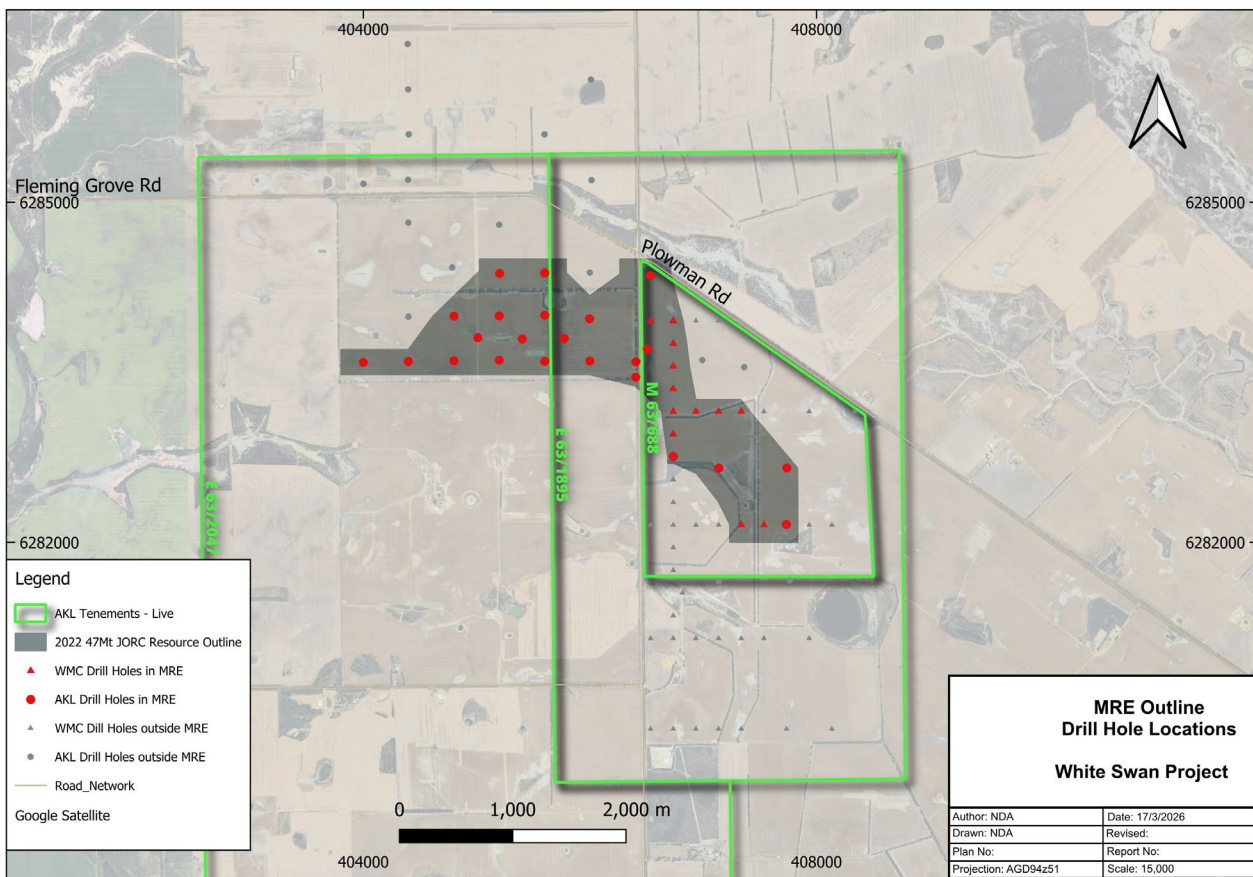 404000
408000
Fleming Grove Rd
6285000
6285000
Plowman Rd
M 63/688
E 63/1895
E 63/2047
6282000
6282000
Legend
AKL Tenements - Live
2022 47Mt JORC Resource Outline
WMC Drill Holes in MRE
AKL Drill Holes in MRE
WMC Dill Holes outside MRE
AKL Drill Holes outside MRE
Road_Network
Google Satellite
0 1,000 2,000 m
404000
408000
MRE Outline
Drill Hole Locations
White Swan Project
Author: NDA Date: 17/3/2026
Drawn: NDA Revised:
Plan No: Report No:
Projection: AGD94z51 Scale: 15,000